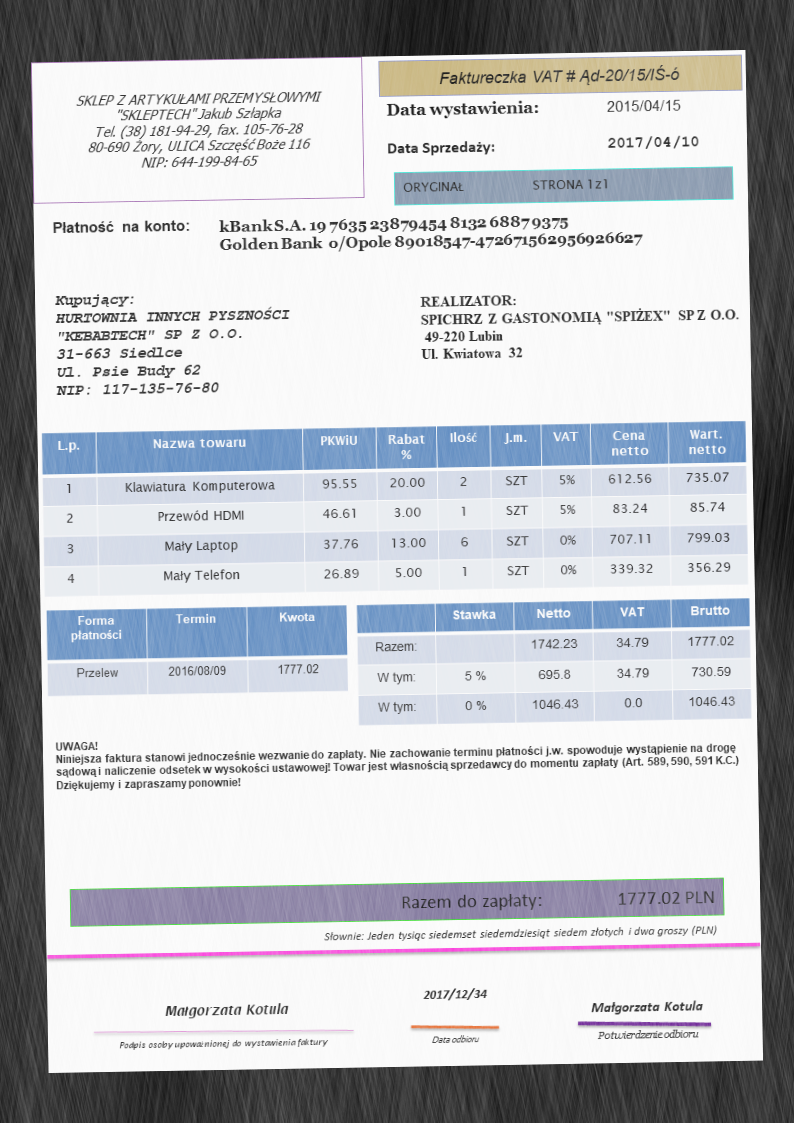 SKLEP Z ARTYKUŁAMI PRZEMYSŁOWYMI
"SKLEPTECH" Jakub Szłapka
Tel. (38) 181-94-29, fax. 105-76-28
80-690 Żory, ULICA Szczęść Boże 116
NIP: 644-199-84-65
Faktureczka VAT # Ąd-20/15/IŚ-ó
Data wystawienia: 2015/04/15
Data Sprzedaży: 2017/04/10
ORYGINAŁ STRONA 1 z 1
Płatność na konto: kBank S.A. 19 7635 23879454 8132 6887 9375
Golden Bank o/Opole 89018547-472671562956926627
Kupujący:
HURTOWNIA INNYCH PYSZNOŚCI
"KEBABTECH" SP Z O.O.
31-663 Siedlce
Ul. Psie Budy 62
NIP: 117-135-76-80
REALIZATOR:
SPICHRZ Z GASTONOMIĄ "SPIŻEX" SP Z O.O.
49-220 Lubin
Ul. Kwiatowa 32
L.p. Nazwa towaru PKWiU Rabat % Ilość J.m. VAT Cena netto Wart. netto
1 Klawiatura Komputerowa 95.55 20.00 2 SZT 5% 612.56 735.07
2 Przewód HDMI 46.61 3.00 1 SZT 5% 83.24 85.74
3 Mały Laptop 37.76 13.00 6 SZT 0% 707.11 799.03
4 Mały Telefon 26.89 5.00 1 SZT 0% 339.32 356.29
Forma płatności Termin Kwota
Przelew 2016/08/09 1777.02
Stawka Netto VAT Brutto
Razem: 1742.23 34.79 1777.02
W tym: 5 % 695.8 34.79 730.59
W tym: 0 % 1046.43 0.0 1046.43
UWAGA!
Niniejsza faktura stanowi jednocześnie wezwanie do zapłaty. Nie zachowanie terminu płatności j.w. spowoduje wystąpienie na drogę
sądową i naliczenie odsetek w wysokości ustawowej! Towar jest własnością sprzedawcy do momentu zapłaty (Art. 589, 590, 591 K.C.)
Dziękujemy i zapraszamy ponownie!
Razem do zapłaty: 1777.02 PLN
Słownie: Jeden tysiąc siedemset siedemdziesiąt siedem złotych i dwa groszy (PLN)
Małgorzata Kotula
Podpis osoby upoważnionej do wystawienia faktury
2017/12/34
Data odbioru
Małgorzata Kotula
Potwierdzenie odbioru